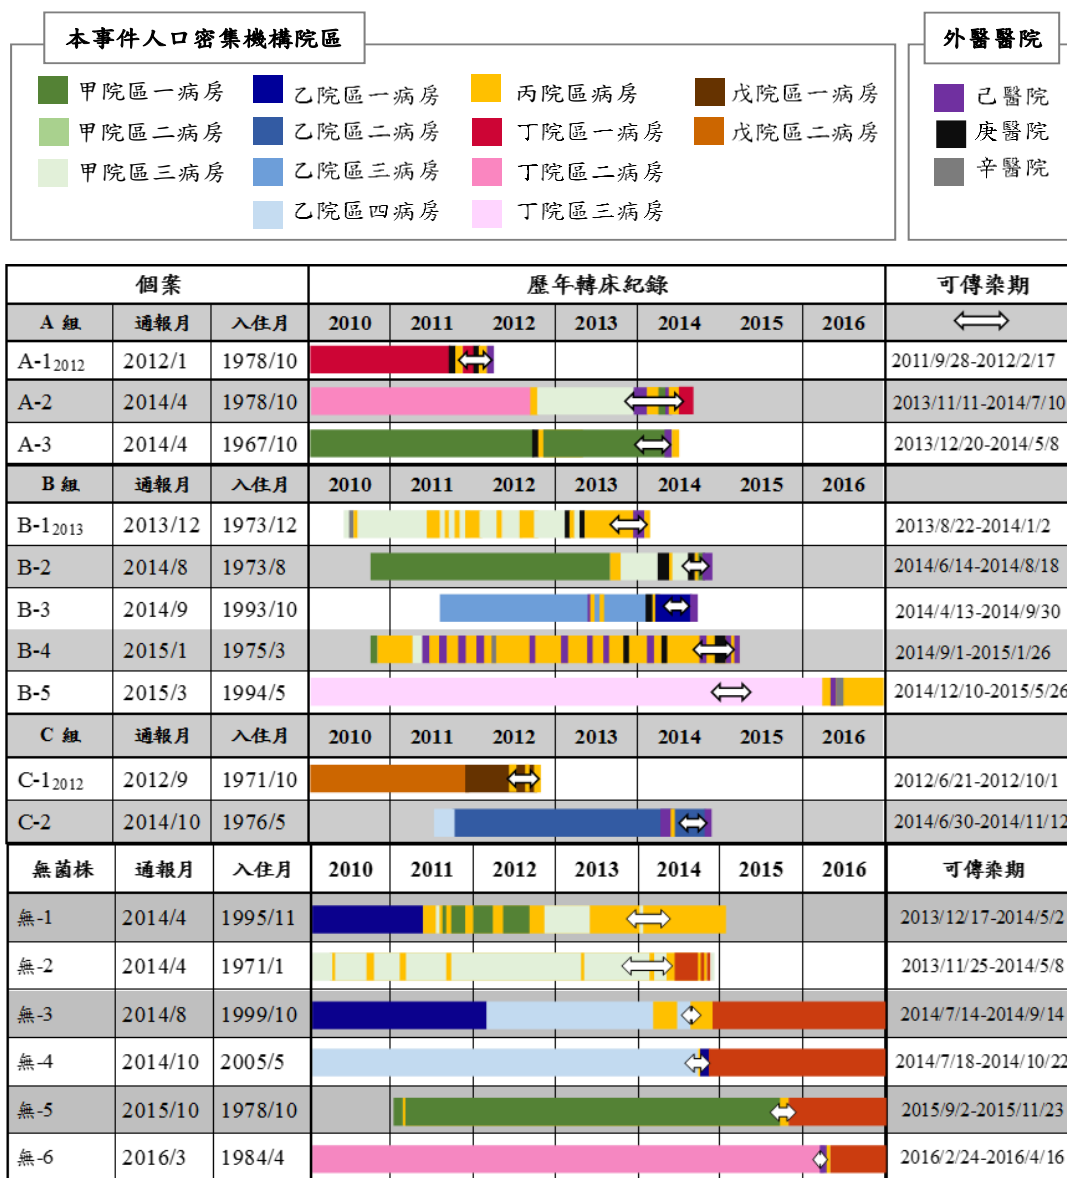 本事件人口密集機構院區
外醫醫院
甲院區一病房 乙院區一病房 丙院區病房 戊院區一病房 己醫院
甲院區二病房 乙院區二病房 丁院區一病房 戊院區二病房 庚醫院
甲院區三病房 乙院區三病房 丁院區二病房 辛醫院
乙院區四病房 丁院區三病房
個案 歷年轉床紀錄 可傳染期
A 組 通報月 入住月 2010 2011 2012 2013 2014 2015 2016
A-1₂₀₁₂ 2012/1 1978/10 2011/9/28-2012/2/17
A-2 2014/4 1978/10 2013/11/11-2014/7/10
A-3 2014/4 1967/10 2013/12/20-2014/5/8
B 組 通報月 入住月 2010 2011 2012 2013 2014 2015 2016
B-1₂₀₁₃ 2013/12 1973/12 2013/8/22-2014/1/2
B-2 2014/8 1973/8 2014/6/14-2014/8/18
B-3 2014/9 1993/10 2014/4/13-2014/9/30
B-4 2015/1 1975/3 2014/9/1-2015/1/26
B-5 2015/3 1994/5 2014/12/10-2015/5/26
C 組 通報月 入住月 2010 2011 2012 2013 2014 2015 2016
C-1₂₀₁₂ 2012/9 1971/10 2012/6/21-2012/10/1
C-2 2014/10 1976/5 2014/6/30-2014/11/12
無菌株 通報月 入住月 2010 2011 2012 2013 2014 2015 2016 可傳染期
無-1 2014/4 1995/11 2013/12/17-2014/5/2
無-2 2014/4 1971/1 2013/11/25-2014/5/8
無-3 2014/8 1999/10 2014/7/14-2014/9/14
無-4 2014/10 2005/5 2014/7/18-2014/10/22
無-5 2015/10 1978/10 2015/9/2-2015/11/23
無-6 2016/3 1984/4 2016/2/24-2016/4/16